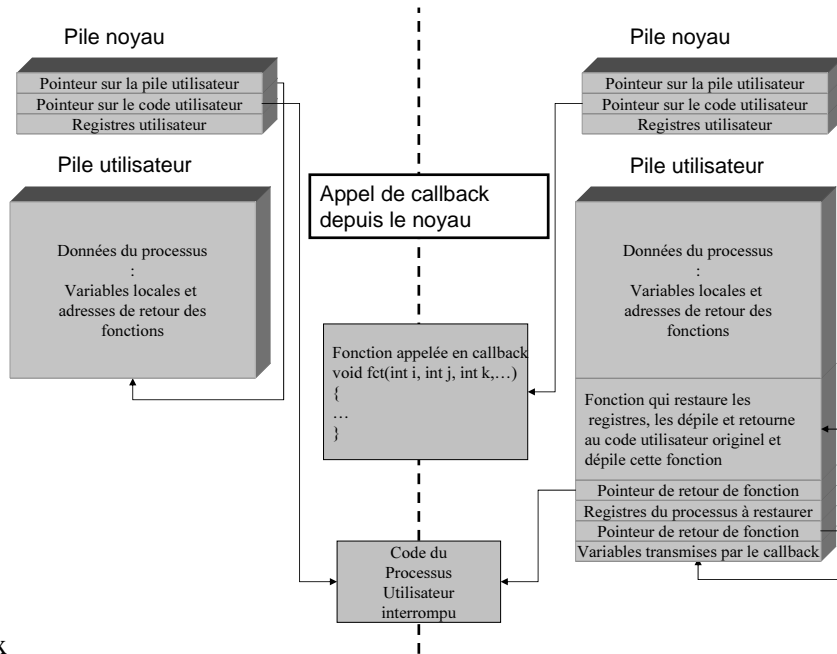 Pile noyau
Pointeur sur la pile utilisateur
Pointeur sur le code utilisateur
Registres utilisateur
Pile utilisateur
Données du processus
:
Variables locales et
adresses de retour des
fonctions
Appel de callback
depuis le noyau
Fonction appelée en callback
void fct(int i, int j, int k,…)
{
…
}
Code du
Processus
Utilisateur
interrompu
Pile noyau
Pointeur sur la pile utilisateur
Pointeur sur le code utilisateur
Registres utilisateur
Pile utilisateur
Données du processus
:
Variables locales et
adresses de retour des
fonctions
Fonction qui restaure les
registres, les dépile et retourne
au code utilisateur originel et
dépile cette fonction
Pointeur de retour de fonction
Registres du processus à restaurer
Pointeur de retour de fonction
Variables transmises par le callback
x